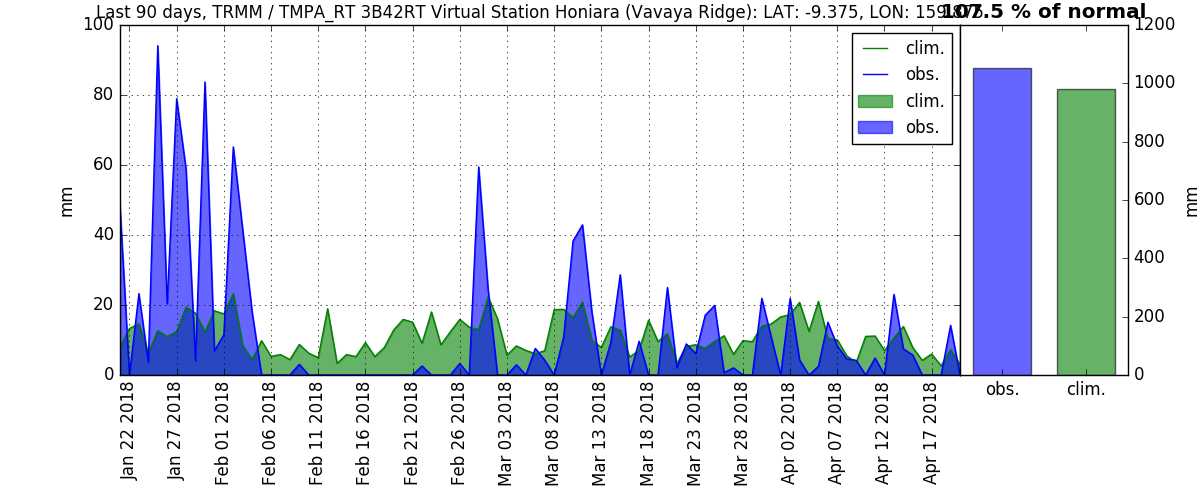 Last 90 days, TRMM / TMPA_RT 3B42RT Virtual Station Honiara (Vavaya Ridge): LAT: -9.375, LON:
107.5 % of normal
100
80
60
40
20
0
mm
clim.
obs.
clim.
obs.
1200
1000
800
600
400
200
0
mm
obs.
clim.
Jan 22 2018
Jan 27 2018
Feb 01 2018
Feb 06 2018
Feb 11 2018
Feb 16 2018
Feb 21 2018
Feb 26 2018
Mar 03 2018
Mar 08 2018
Mar 13 2018
Mar 18 2018
Mar 23 2018
Mar 28 2018
Apr 02 2018
Apr 07 2018
Apr 12 2018
Apr 17 2018